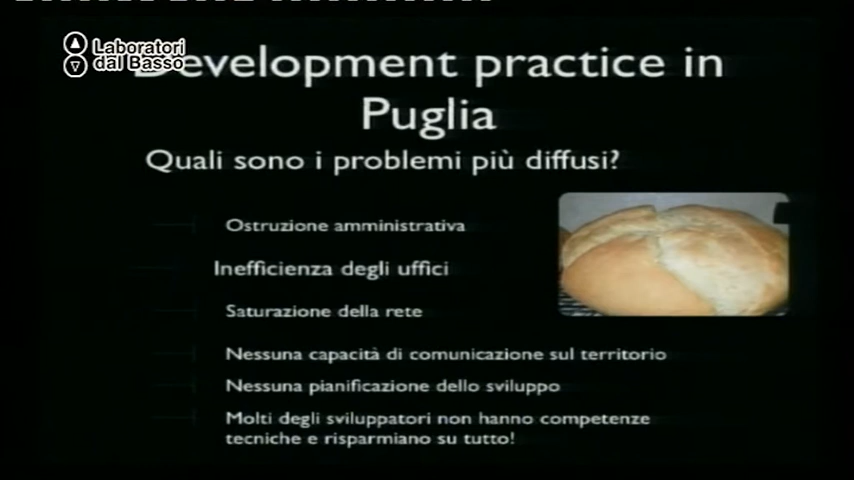 Laboratori
dal Basso
Development practice in
Puglia
Quali sono i problemi più diffusi?
Ostruzione amministrativa
Inefficienza degli uffici
Saturazione della rete
Nessuna capacità di comunicazione sul territorio
Nessuna pianificazione dello sviluppo
Molti degli sviluppatori non hanno competenze
tecniche e risparmiano su tutto!